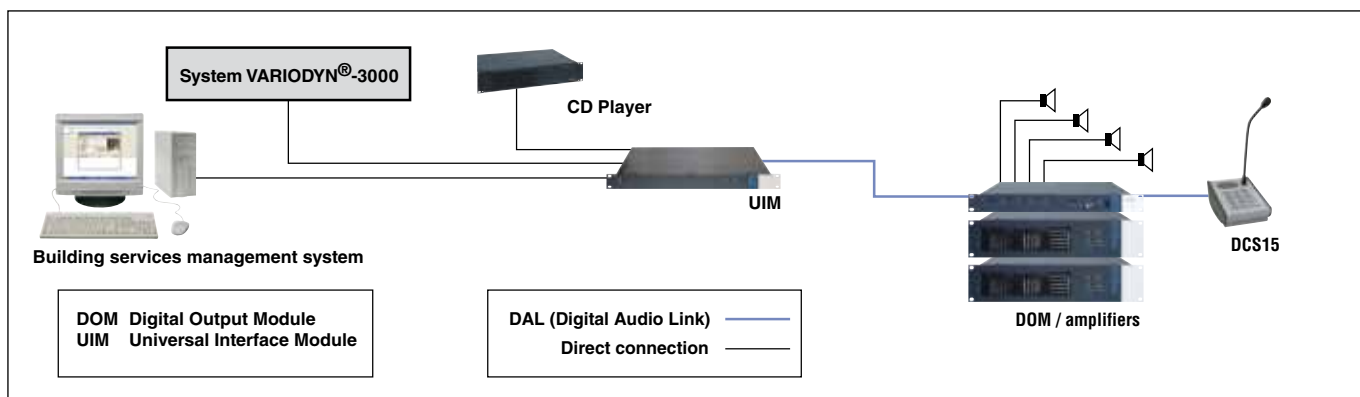 System VARIODYN®-3000
CD Player
UIM
Building services management system
DCS15
DOM / amplifiers
DOM Digital Output Module
UIM Universal Interface Module
DAL (Digital Audio Link)
Direct connection